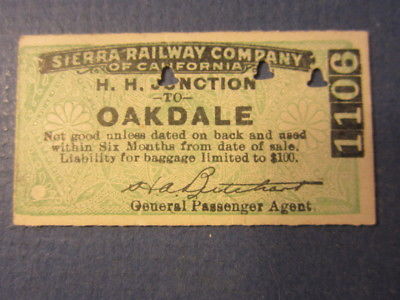 SIERRA RAILWAY COMPANY
OF CALIFORNIA
H. H. JUNCTION
-TO-
OAKDALE
Not good unless dated on back and used
within Six Months from date of sale.
Liability for baggage limited to $100.
General Passenger Agent.
1106